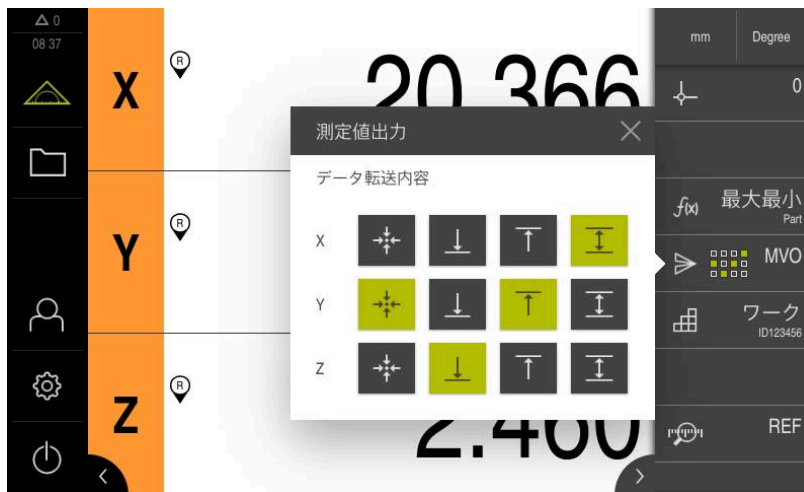 0
08 37
X
R
20.366
Y
R
Z
R
2.460
測定値出力
データ転送内容
X
Y
Z
mm
Degree
0
f(x)
最大最小
Part
MVO
ワーク
ID123456
REF